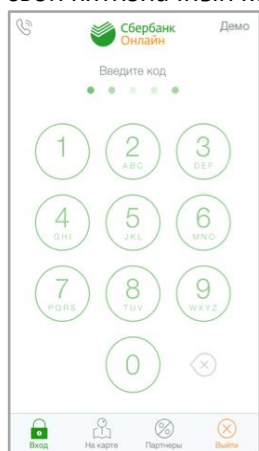 Сбербанк
Онлайн
Демо
Введите код
1
2
ABC
3
DEF
4
GHI
5
JKL
6
MNO
7
PQRS
8
TUV
9
WXYZ
0
Вход
На карте
Партнеры
Выйти